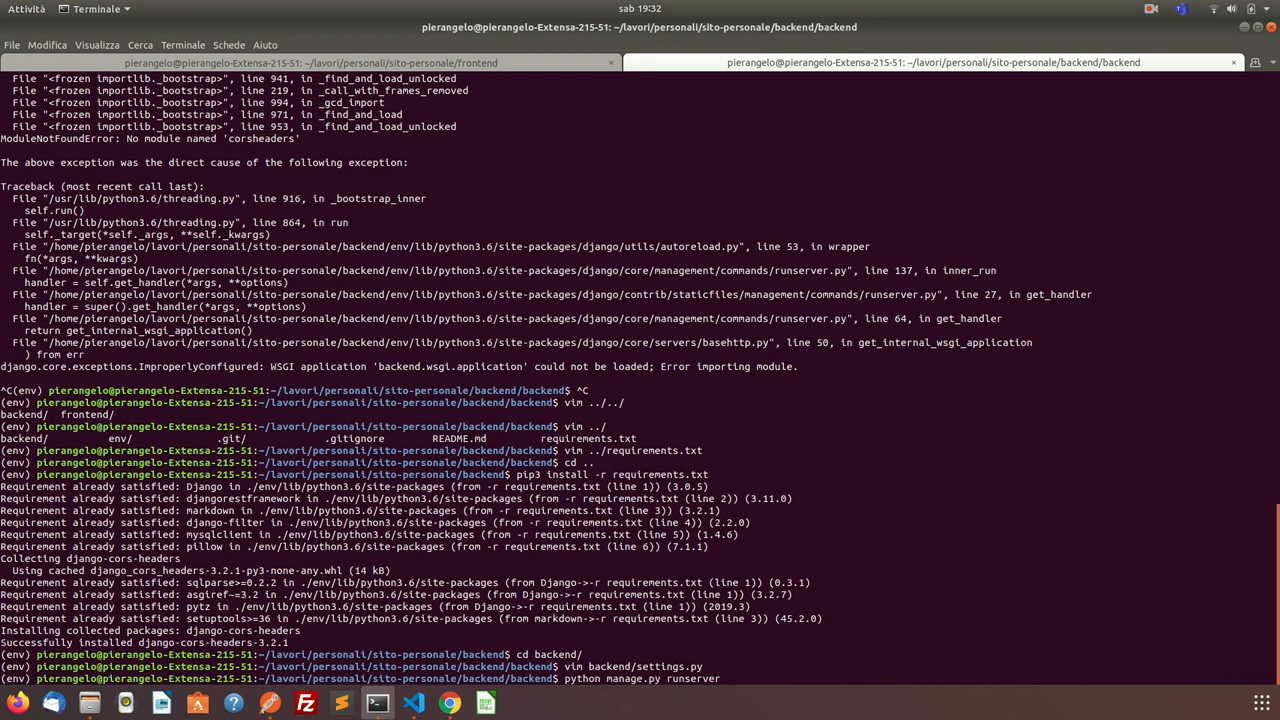 Attività
Terminale
sab 19:32
pierangelo@pierangelo-Extensa-215-51: ~/lavori/personali/sito-personale/backend/backend
File Modifica Visualizza Cerca Terminale Schede Aiuto
pierangelo@pierangelo-Extensa-215-51: ~/lavori/personali/sito-personale/frontend × pierangelo@pierangelo-Extensa-215-51: ~/lavori/personali/sito-personale/backend/backend ×
File "<frozen importlib._bootstrap>", line 941, in _find_and_load_unlocked
File "<frozen importlib._bootstrap>", line 219, in _call_with_frames_removed
File "<frozen importlib._bootstrap>", line 994, in _gcd_import
File "<frozen importlib._bootstrap>", line 971, in _find_and_load
File "<frozen importlib._bootstrap>", line 953, in _find_and_load_unlocked
ModuleNotFoundError: No module named 'corsheaders'
The above exception was the direct cause of the following exception:
Traceback (most recent call last):
File "/usr/lib/python3.6/threading.py", line 916, in _bootstrap_inner
self.run()
File "/usr/lib/python3.6/threading.py", line 864, in run
self._target(*self._args, **self._kwargs)
File "/home/pierangelo/lavori/personali/sito-personale/backend/env/lib/python3.6/site-packages/django/utils/autoreload.py", line 53, in wrapper
fn(*args, **kwargs)
File "/home/pierangelo/lavori/personali/sito-personale/backend/env/lib/python3.6/site-packages/django/core/management/commands/runserver.py", line 137, in inner_run
handler = self.get_handler(*args, **options)
File "/home/pierangelo/lavori/personali/sito-personale/backend/env/lib/python3.6/site-packages/django/contrib/staticfiles/management/commands/runserver.py", line 27, in get_handler
handler = super().get_handler(*args, **options)
File "/home/pierangelo/lavori/personali/sito-personale/backend/env/lib/python3.6/site-packages/django/core/management/commands/runserver.py", line 64, in get_handler
return get_internal_wsgi_application()
File "/home/pierangelo/lavori/personali/sito-personale/backend/env/lib/python3.6/site-packages/django/core/servers/basehttp.py", line 50, in get_internal_wsgi_application
) from err
django.core.exceptions.ImproperlyConfigured: WSGI application 'backend.wsgi.application' could not be loaded; Error importing module.
^C(env) pierangelo@pierangelo-Extensa-215-51:~/lavori/personali/sito-personale/backend/backend$ ^C
(env) pierangelo@pierangelo-Extensa-215-51:~/lavori/personali/sito-personale/backend/backend$ vim ../../
backend/ frontend/
(env) pierangelo@pierangelo-Extensa-215-51:~/lavori/personali/sito-personale/backend/backend$ vim ../
backend/ env/ .git/ .gitignore README.md requirements.txt
(env) pierangelo@pierangelo-Extensa-215-51:~/lavori/personali/sito-personale/backend/backend$ vim ../requirements.txt
(env) pierangelo@pierangelo-Extensa-215-51:~/lavori/personali/sito-personale/backend/backend$ cd ..
(env) pierangelo@pierangelo-Extensa-215-51:~/lavori/personali/sito-personale/backend$ pip3 install -r requirements.txt
Requirement already satisfied: Django in ./env/lib/python3.6/site-packages (from -r requirements.txt (line 1)) (3.0.5)
Requirement already satisfied: djangorestframework in ./env/lib/python3.6/site-packages (from -r requirements.txt (line 2)) (3.11.0)
Requirement already satisfied: markdown in ./env/lib/python3.6/site-packages (from -r requirements.txt (line 3)) (3.2.1)
Requirement already satisfied: django-filter in ./env/lib/python3.6/site-packages (from -r requirements.txt (line 4)) (2.2.0)
Requirement already satisfied: mysqlclient in ./env/lib/python3.6/site-packages (from -r requirements.txt (line 5)) (1.4.6)
Requirement already satisfied: pillow in ./env/lib/python3.6/site-packages (from -r requirements.txt (line 6)) (7.1.1)
Collecting django-cors-headers
Using cached django_cors_headers-3.2.1-py3-none-any.whl (14 kB)
Requirement already satisfied: sqlparse>=0.2.2 in ./env/lib/python3.6/site-packages (from Django->-r requirements.txt (line 1)) (0.3.1)
Requirement already satisfied: asgiref~=3.2 in ./env/lib/python3.6/site-packages (from Django->-r requirements.txt (line 1)) (3.2.7)
Requirement already satisfied: pytz in ./env/lib/python3.6/site-packages (from Django->-r requirements.txt (line 1)) (2019.3)
Requirement already satisfied: setuptools>=36 in ./env/lib/python3.6/site-packages (from markdown->-r requirements.txt (line 3)) (45.2.0)
Installing collected packages: django-cors-headers
Successfully installed django-cors-headers-3.2.1
(env) pierangelo@pierangelo-Extensa-215-51:~/lavori/personali/sito-personale/backend$ cd backend/
(env) pierangelo@pierangelo-Extensa-215-51:~/lavori/personali/sito-personale/backend/backend$ vim backend/settings.py
(env) pierangelo@pierangelo-Extensa-215-51:~/lavori/personali/sito-personale/backend/backend$ python manage.py runserver